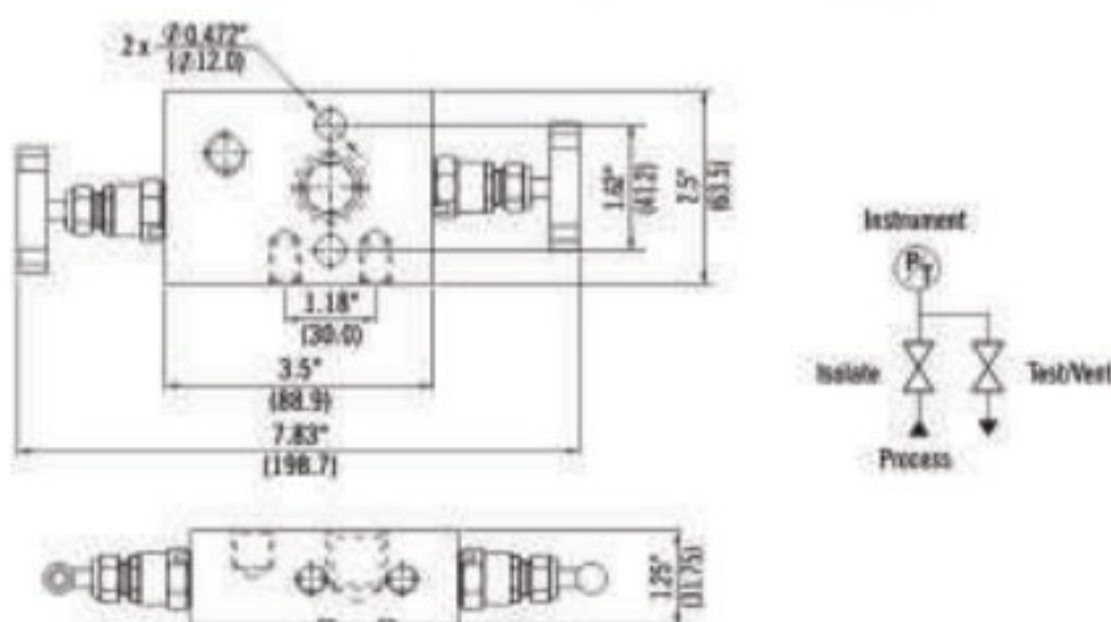 2 x
Ø 0.472"
(Ø 12.0)
1.62"
(41.2)
2.5"
(63.5)
1.18"
(30.0)
3.5"
(88.9)
7.83"
(198.7)
Instrument
PT
Isolate
Test/Vent
Process
1.25"
(31.75)